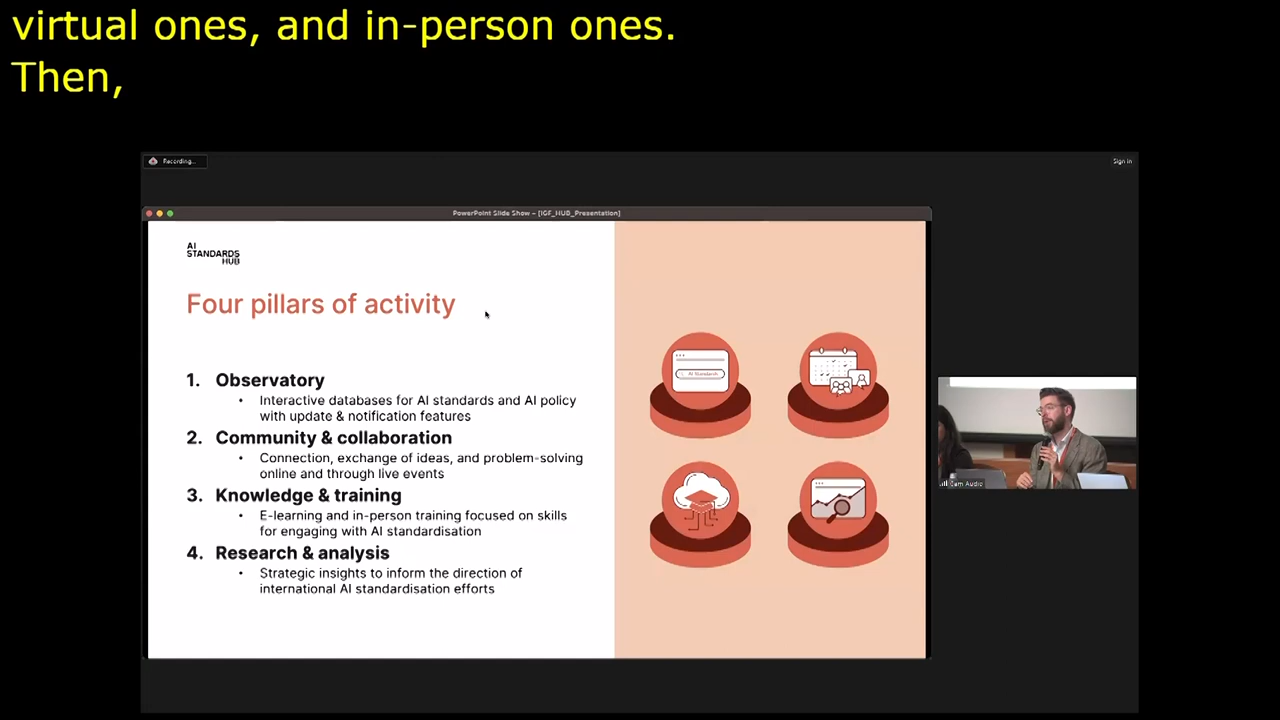 virtual ones, and in-person ones.
Then,
Recording...
Sign in
PowerPoint Slide Show - [IGF_HUB_Presentation]
AI
STANDARDS
HUB
Four pillars of activity
1. Observatory
• Interactive databases for AI standards and AI policy
with update & notification features
2. Community & collaboration
• Connection, exchange of ideas, and problem-solving
online and through live events
3. Knowledge & training
• E-learning and in-person training focused on skills
for engaging with AI standardisation
4. Research & analysis
• Strategic insights to inform the direction of
international AI standardisation efforts
AI Standards
Cam Audio